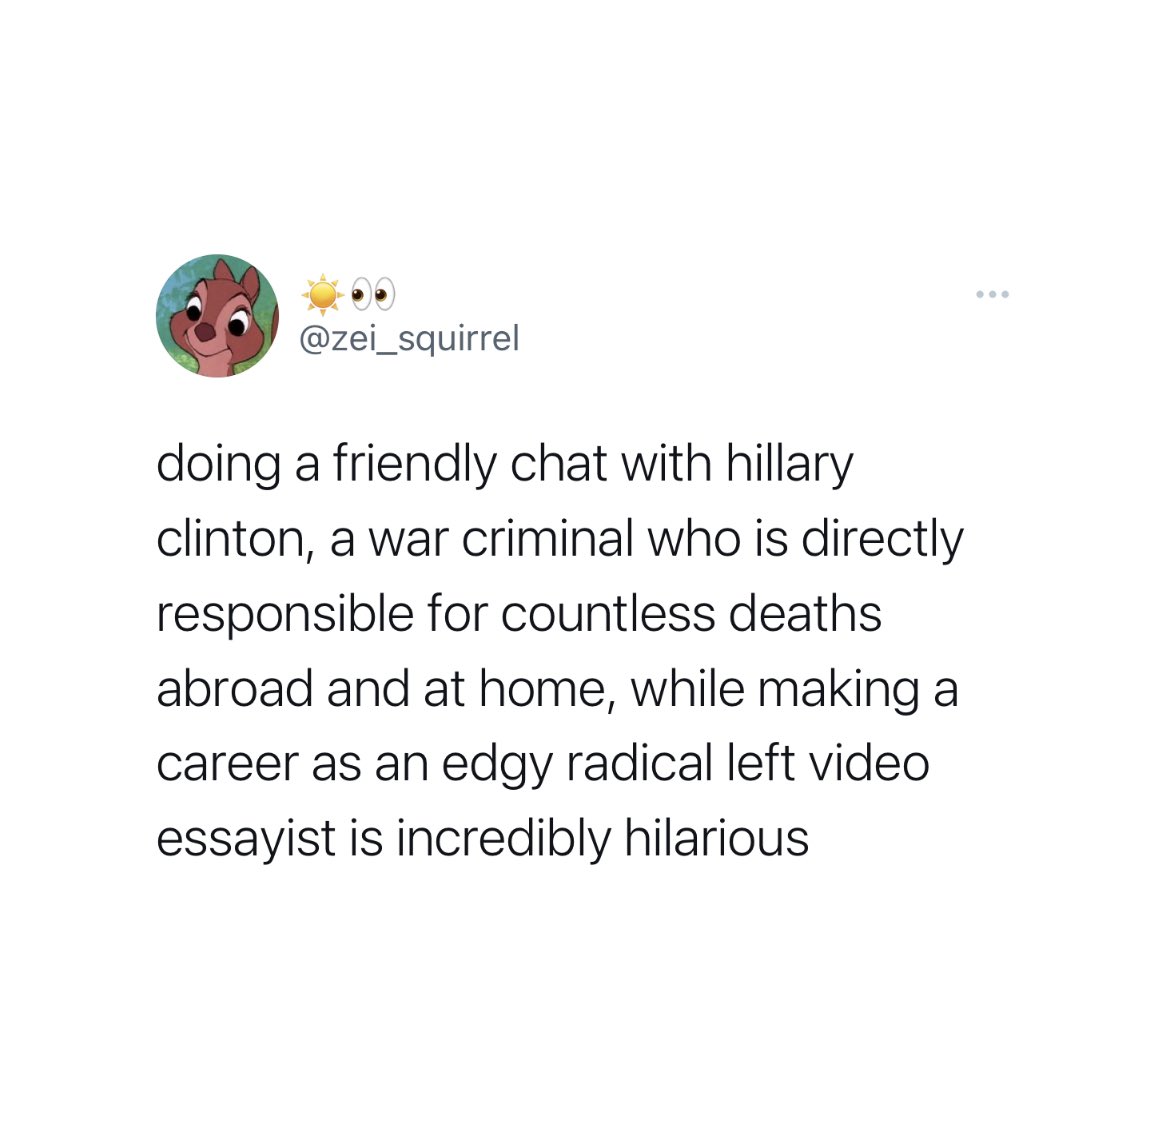 ☀️👀
@zei_squirrel
doing a friendly chat with hillary
clinton, a war criminal who is directly
responsible for countless deaths
abroad and at home, while making a
career as an edgy radical left video
essayist is incredibly hilarious